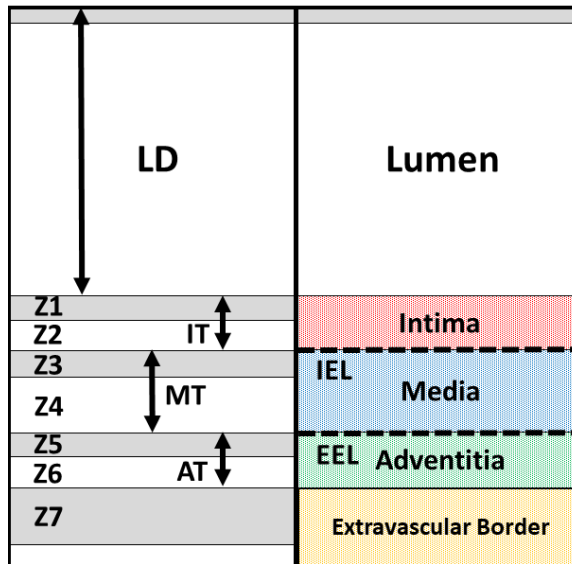 LD
Lumen
Z1
Z2
IT
Intima
Z3
IEL
Z4
MT
Media
Z5
EEL
Adventitia
Z6
AT
Z7
Extravascular Border